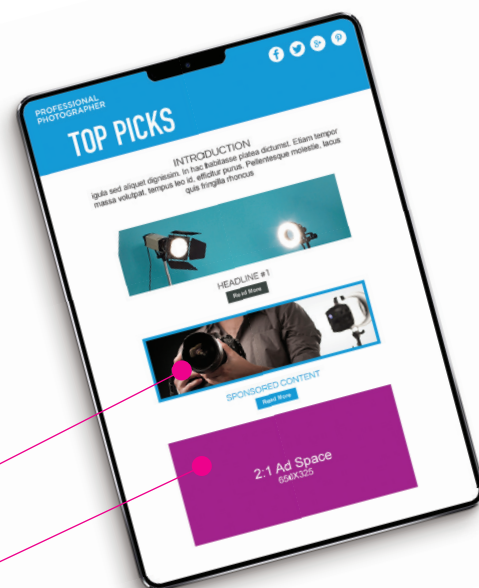 PROFESSIONAL
PHOTOGRAPHER
TOP PICKS
INTRODUCTION
igula sed aliquet dignissim. In hac habitasse platea dictumst. Etiam tempor
massa volutpat, tempus leo id, efficitur purus. Pellentesque molestie, lacus
quis fringilla rhoncus
HEADLINE #1
Read More
SPONSORED CONTENT
Read More
2:1 Ad Space
650X325